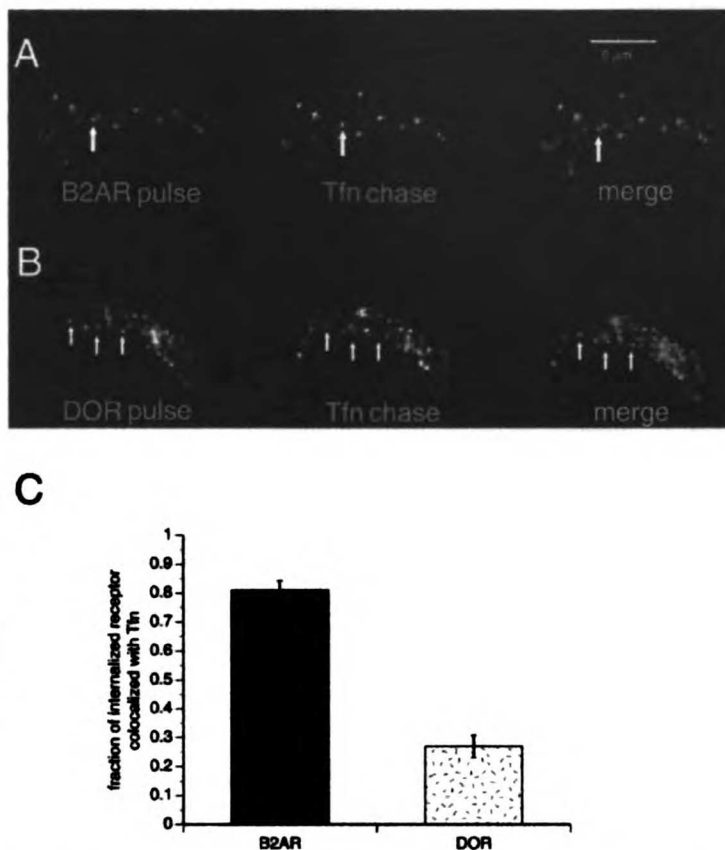 A
B2AR pulse Tfn chase merge
B
DOR pulse Tfn chase merge
C
fraction of internalized receptor
colocalized with Tfn
1
0.9
0.8
0.7
0.6
0.5
0.4
0.3
0.2
0.1
0
B2AR DOR